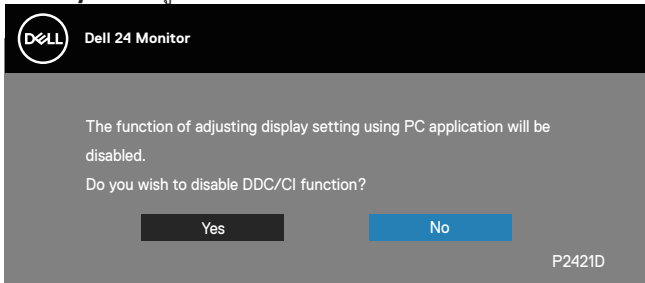 DELL
Dell 24 Monitor
The function of adjusting display setting using PC application will be
disabled.
Do you wish to disable DDC/CI function?
Yes
No
P2421D